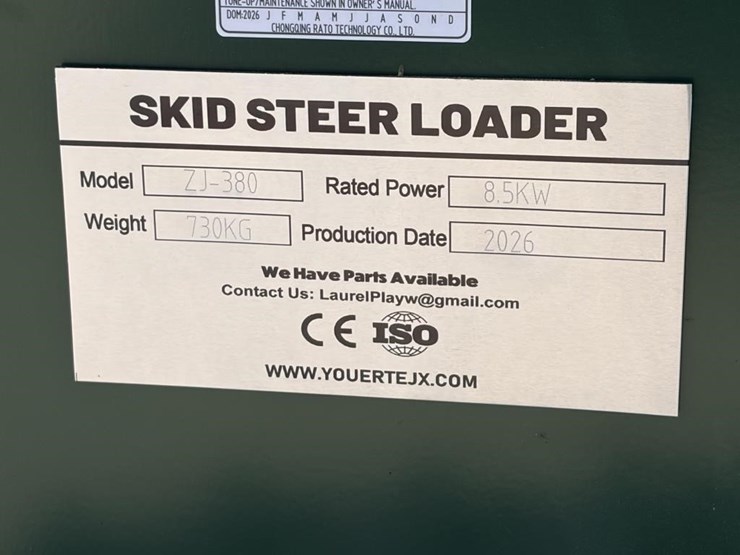 TUNE-UP/MAINTENANCE SHOWN IN OWNER'S MANUAL.
DOM:2026 J F M A M J J A S O N D
CHONGQING RATO TECHNOLOGY CO. LTD.
SKID STEER LOADER
Model ZJ-380 Rated Power 8.5KW
Weight 730KG Production Date 2026
We Have Parts Available
Contact Us: LaurelPlayw@gmail.com
CE ISO
WWW.YOUERTEJX.COM